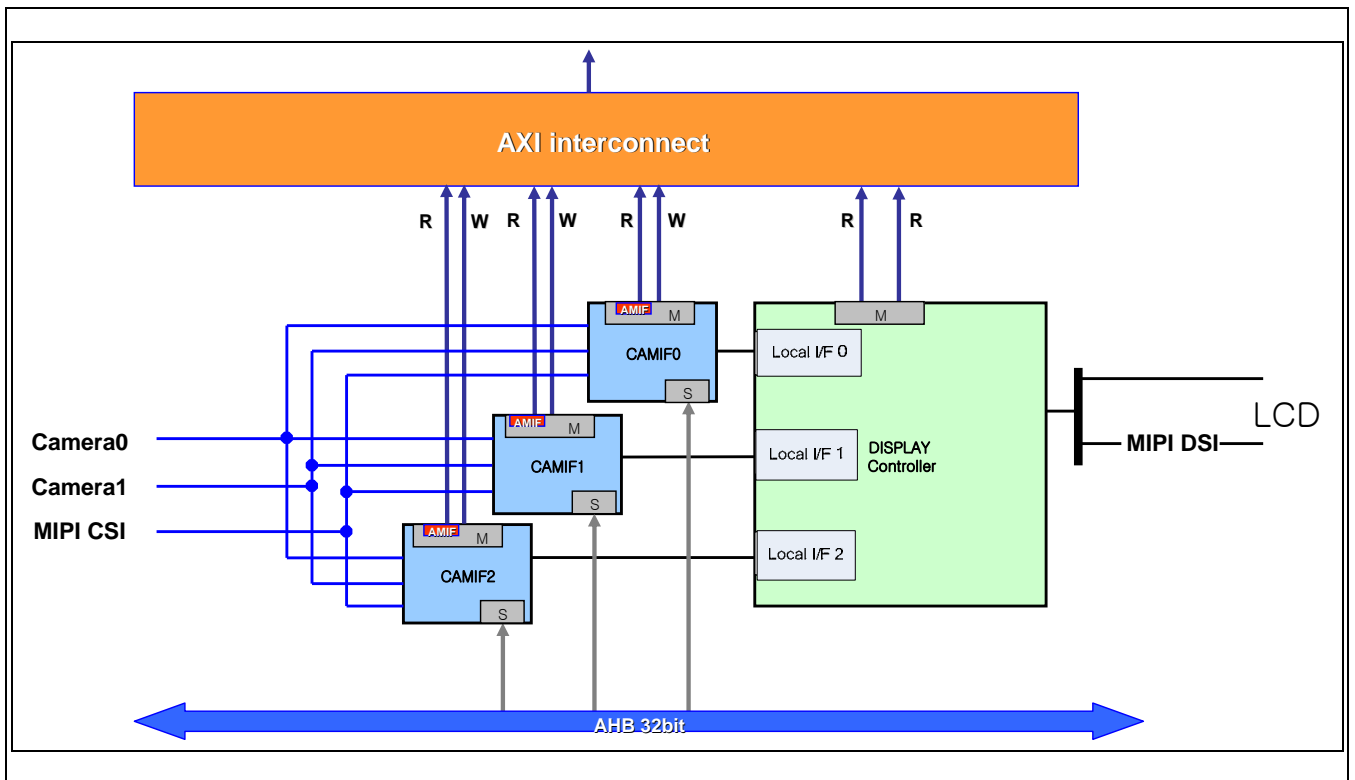 AXI interconnect
R W R W R W R R
AMIF M
CAMIF0
S
M
Local I/F 0
AMIF M
CAMIF1
S
Local I/F 1
DISPLAY
Controller
AMIF M
CAMIF2
S
Local I/F 2
Camera0
Camera1
MIPI CSI
LCD
MIPI DSI
AHB 32bit